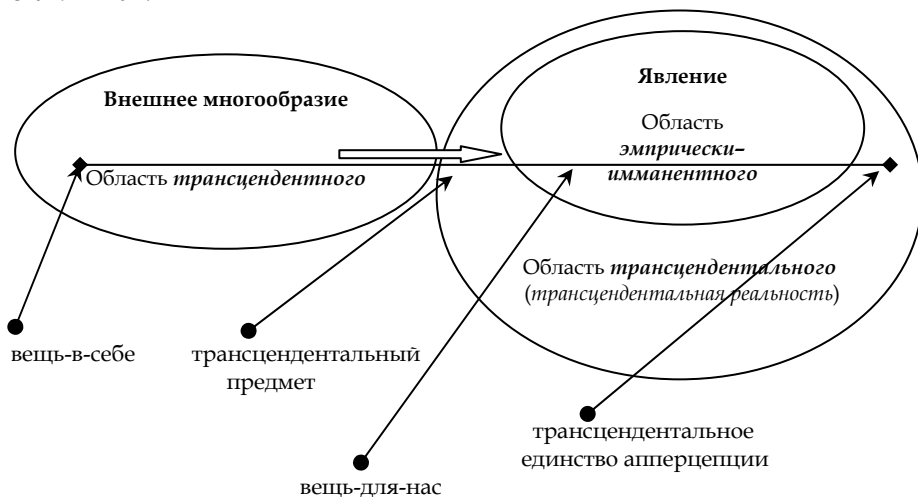 Внешнее многообразие
Область трансцендентного
Явление
Область
эмпрически–
имманентного
Область трансцендентального
(трансцендентальная реальность)
вещь-в-себе
трансцендентальный
предмет
вещь-для-нас
трансцендентальное
единство апперцепции